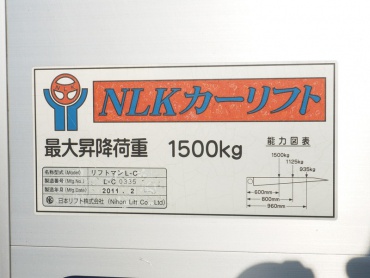 NLKカーリフト
最大昇降荷重 1500kg
能力図表
1500kg
1125kg
935kg
600mm
800mm
960mm
名称型式(Model) リフトマンL-C
製造番号(Mfg No.) L-C 0335
製造年月(Mfg Date) 2011.2
日本リフト株式会社 (Nihon Lift Co., Ltd)